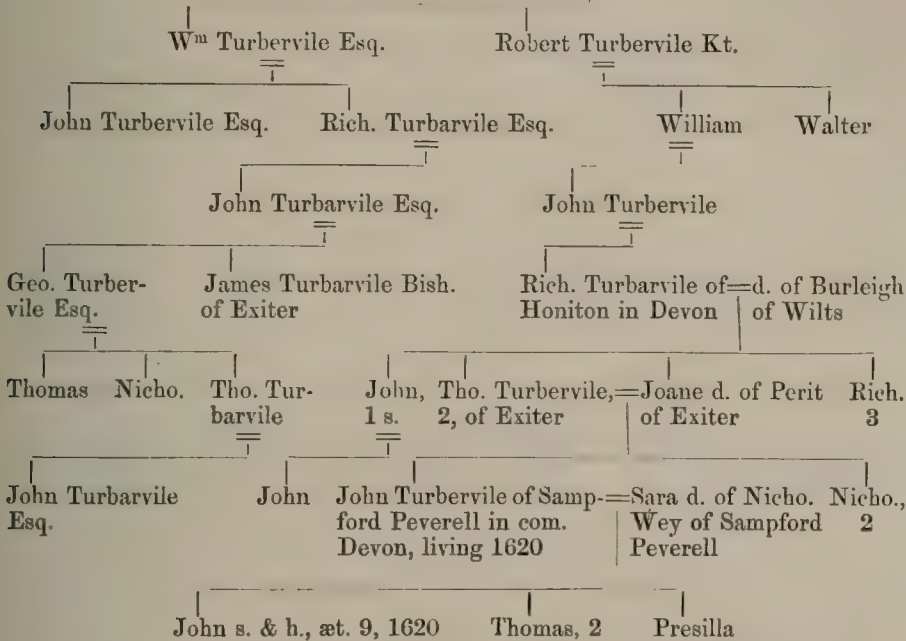 Wm Turbervile Esq. Robert Turbervile Kt.
John Turbervile Esq. Rich. Turbarvile Esq. William Walter
John Turbarvile Esq. John Turbervile
Geo. Turber- James Turbarvile Bish. Rich. Turbarvile of=d. of Burleigh
vile Esq. of Exiter Honiton in Devon of Wilts
Thomas Nicho. Tho. Tur- John, Tho. Turbervile,=Joane d. of Perit Rich.
barvile 1 s. 2, of Exiter of Exiter 3
John Turbarvile John John Turbervile of Samp-=Sara d. of Nicho. Nicho.,
Esq. ford Peverell in com. Wey of Sampford 2
Devon, living 1620 Peverell
John s. & h., æt. 9, 1620 Thomas, 2 Presilla